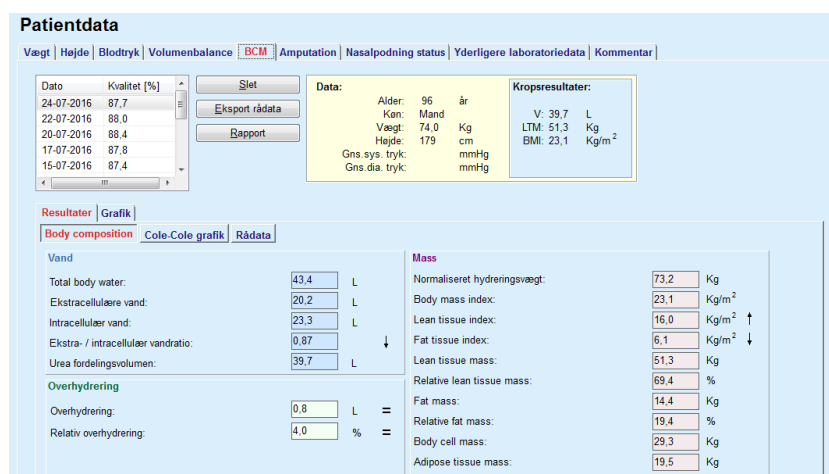 Patientdata
Vægt Højde Blodtryk Volumenbalance BCM Amputation Nasalpodning status Yderligere laboratoriedata Kommentar
Dato Kvalitet [%]
24-07-2016 87,7
22-07-2016 88,0
20-07-2016 88,4
17-07-2016 87,8
15-07-2016 87,4
Slet
Eksport rådata
Rapport
Data:
Alder: 96 år
Køn: Mand
Vægt: 74,0 Kg
Højde: 179 cm
Gns.sys. tryk: mmHg
Gns.dia. tryk: mmHg
Kropsresultater:
V: 39,7 L
LTM: 51,3 Kg
BMI: 23,1 Kg/m²
Resultater Grafik
Body composition Cole-Cole grafik Rådata
Vand
Total body water: 43,4 L
Ekstracellulære vand: 20,2 L
Intracellulær vand: 23,3 L
Ekstra- / intracellulær vandratio: 0,87 ↓
Urea fordelingsvolumen: 39,7 L
Overhydrering
Overhydrering: 0,8 L =
Relativ overhydrering: 4,0 % =
Mass
Normaliseret hydreringsvægt: 73,2 Kg
Body mass index: 23,1 Kg/m²
Lean tissue index: 16,0 Kg/m² ↑
Fat tissue index: 6,1 Kg/m² ↓
Lean tissue mass: 51,3 Kg
Relative lean tissue mass: 69,4 %
Fat mass: 14,4 Kg
Relative fat mass: 19,4 %
Body cell mass: 29,3 Kg
Adipose tissue mass: 19,5 Kg